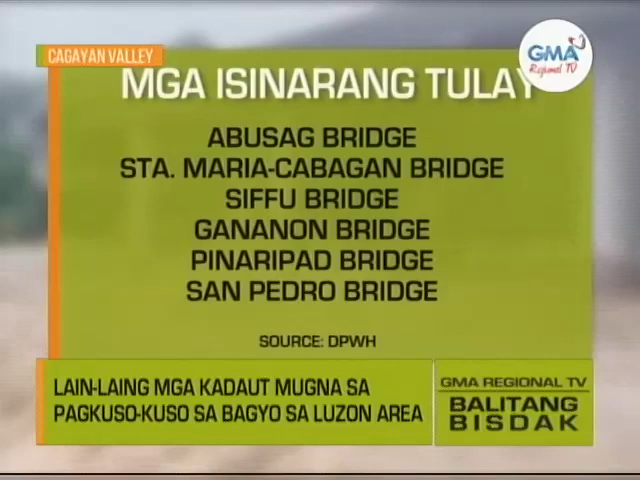 CAGAYAN VALLEY
GMA
Regional TV
MGA ISINARANG TULAY
ABUSAG BRIDGE
STA. MARIA-CABAGAN BRIDGE
SIFFU BRIDGE
GANANON BRIDGE
PINARIPAD BRIDGE
SAN PEDRO BRIDGE
SOURCE: DPWH
LAIN-LAING MGA KADAUT MUGNA SA
PAGKUSO-KUSO SA BAGYO SA LUZON AREA
GMA REGIONAL TV
BALITANG
BISDAK